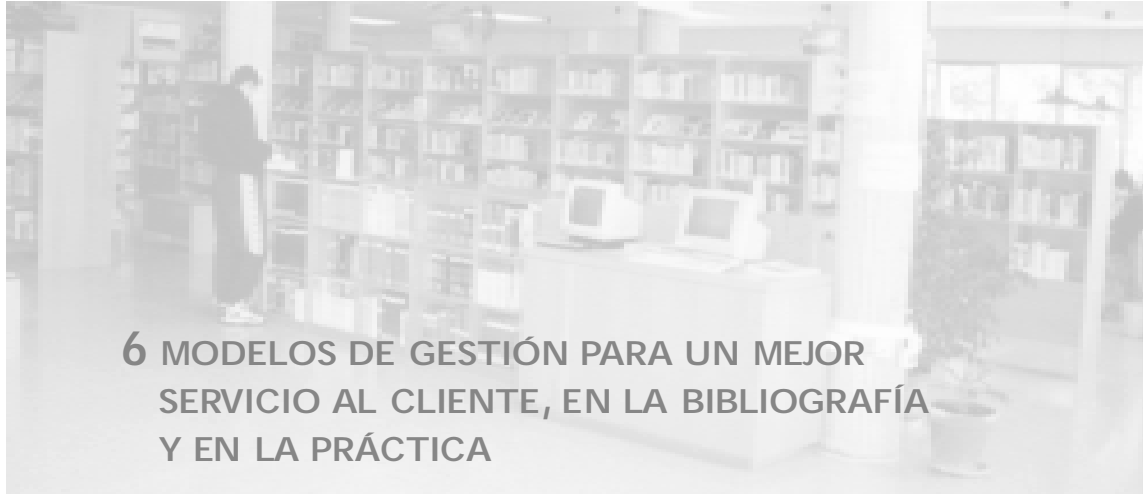 6 MODELOS DE GESTIÓN PARA UN MEJOR
SERVICIO AL CLIENTE, EN LA BIBLIOGRAFÍA
Y EN LA PRÁCTICA